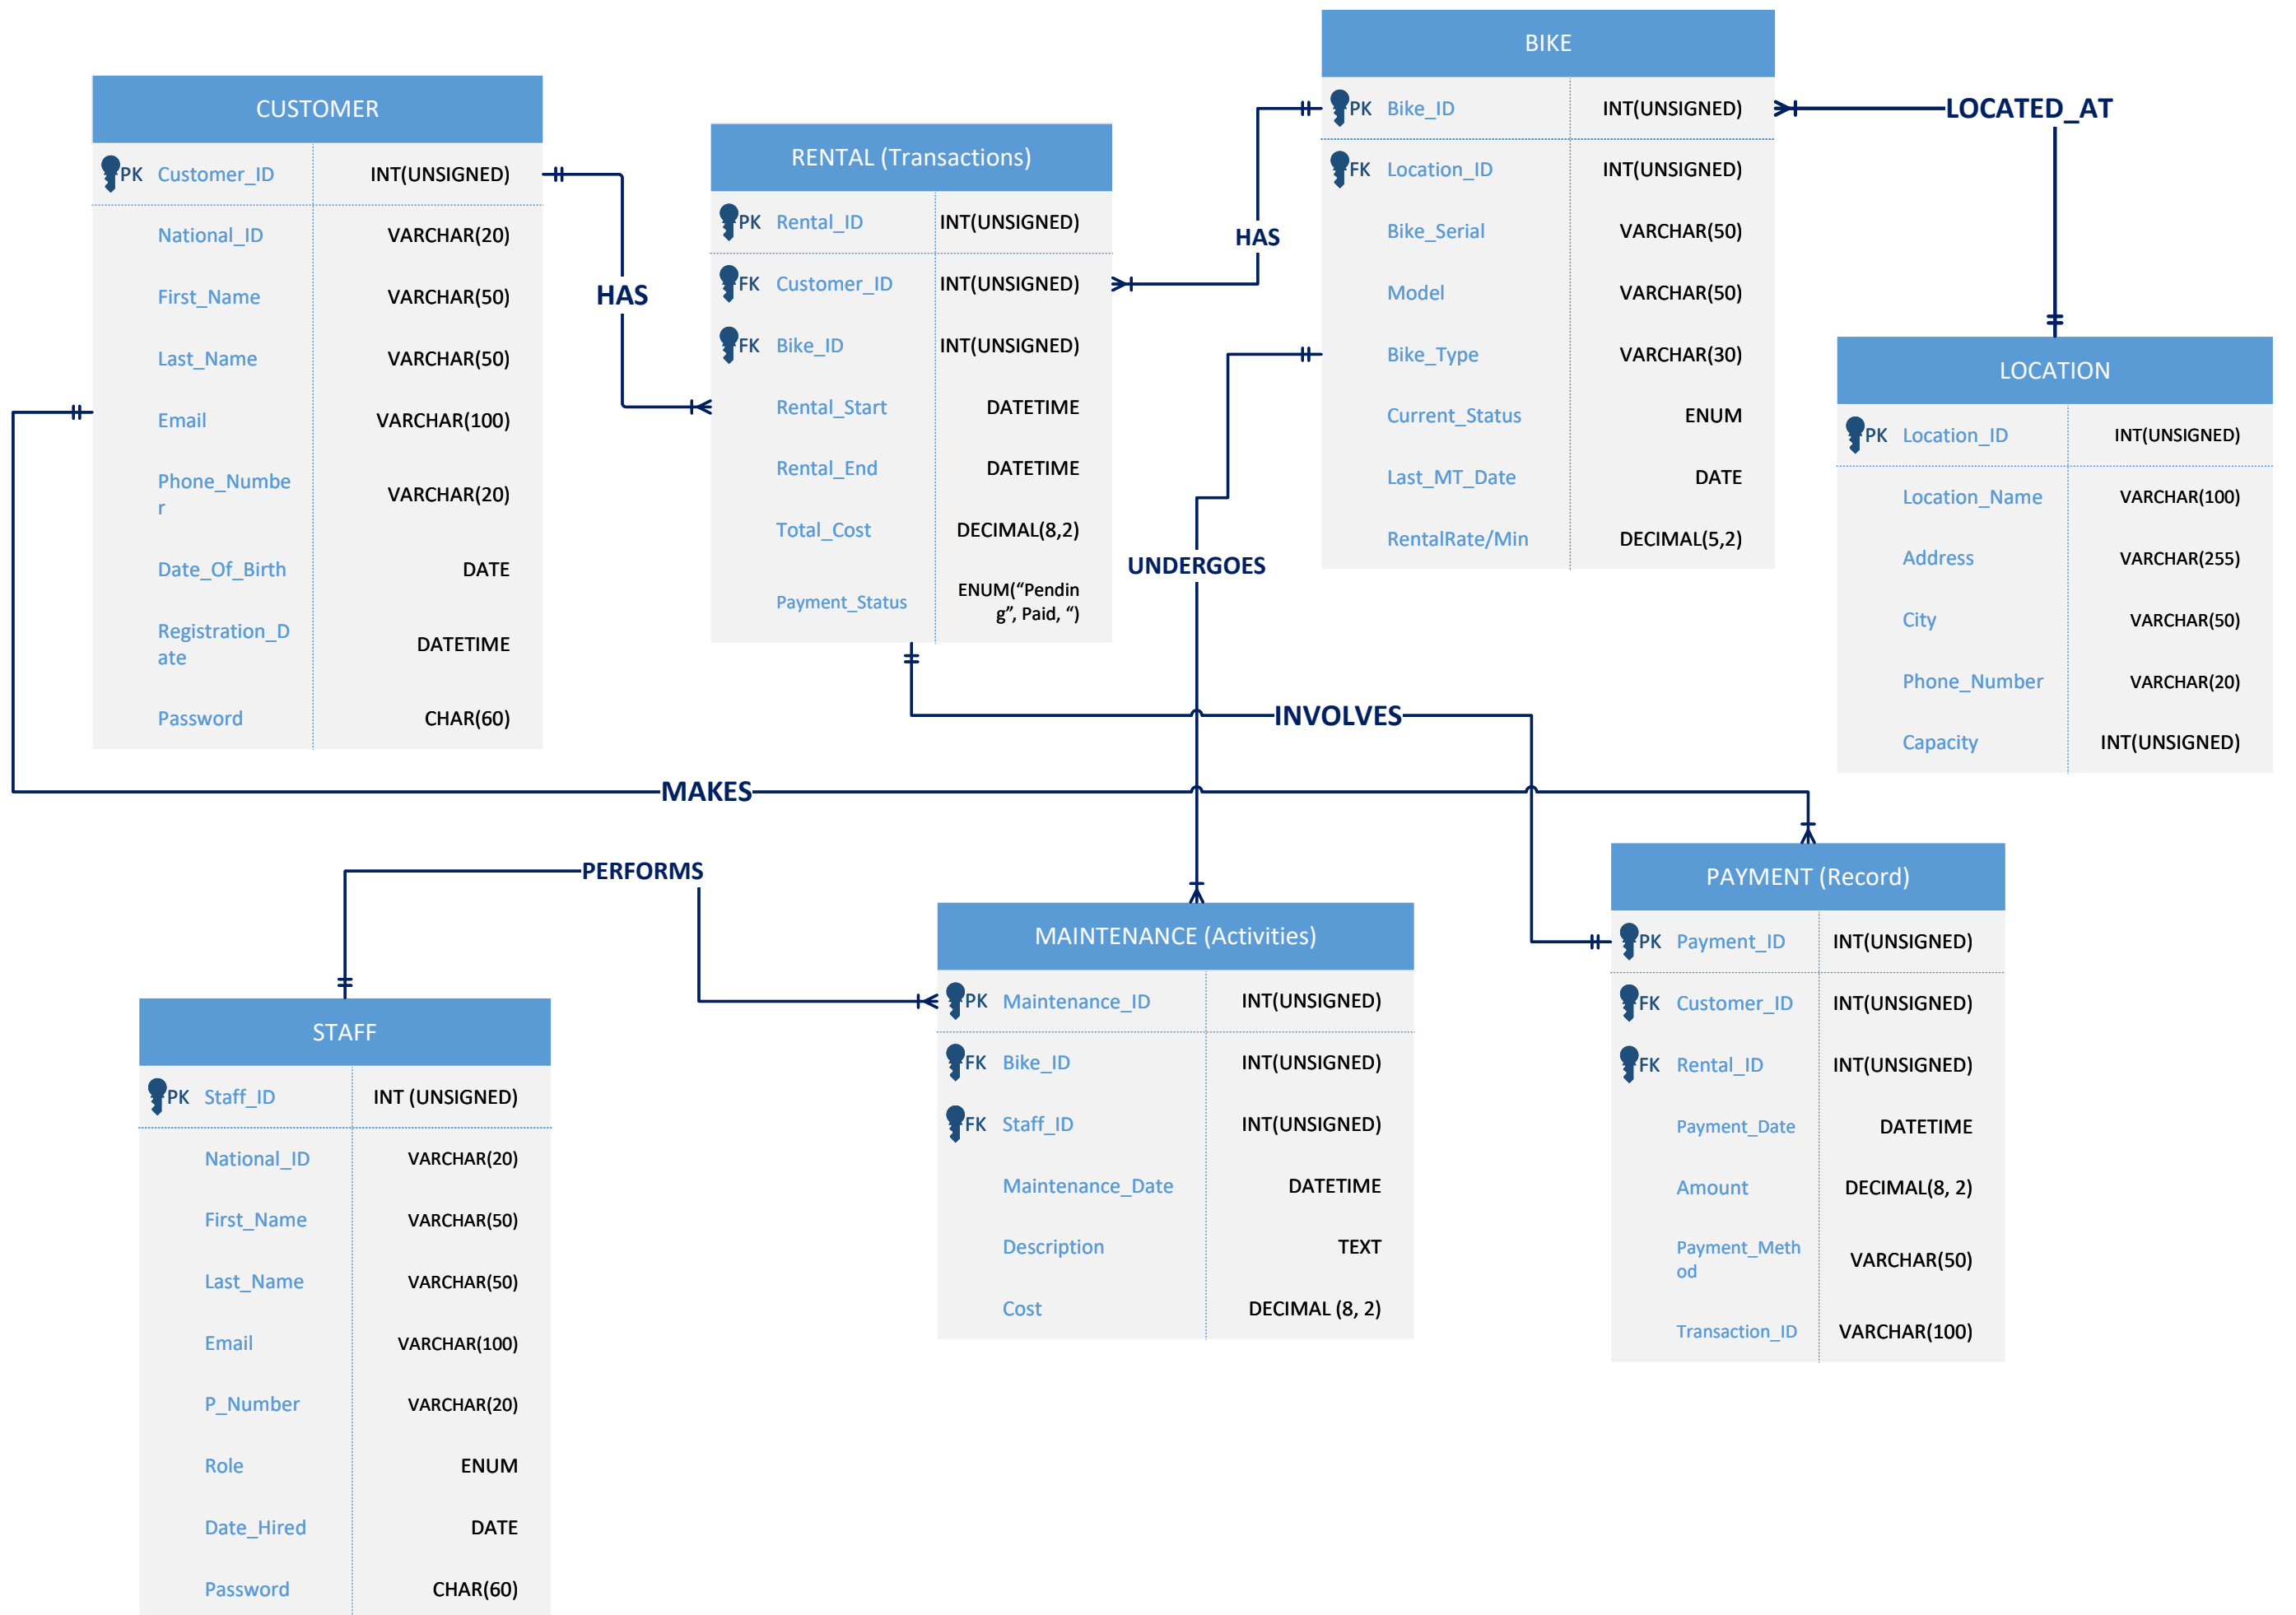 BIKE
PK Bike_ID INT(UNSIGNED)
FK Location_ID INT(UNSIGNED)
Bike_Serial VARCHAR(50)
Model VARCHAR(50)
Bike_Type VARCHAR(30)
Current_Status ENUM
Last_MT_Date DATE
RentalRate/Min DECIMAL(5,2)
CUSTOMER
PK Customer_ID INT(UNSIGNED)
National_ID VARCHAR(20)
First_Name VARCHAR(50)
Last_Name VARCHAR(50)
Email VARCHAR(100)
Phone_Numbe
r
VARCHAR(20)
Date_Of_Birth DATE
Registration_D
ate
DATETIME
Password CHAR(60)
HAS
RENTAL (Transactions)
PK Rental_ID INT(UNSIGNED)
FK Customer_ID INT(UNSIGNED)
FK Bike_ID INT(UNSIGNED)
Rental_Start DATETIME
Rental_End DATETIME
Total_Cost DECIMAL(8,2)
Payment_Status
ENUM(“Pendin
g”, Paid, “)
HAS
LOCATED_AT
LOCATION
PK Location_ID INT(UNSIGNED)
Location_Name VARCHAR(100)
Address VARCHAR(255)
City VARCHAR(50)
Phone_Number VARCHAR(20)
Capacity INT(UNSIGNED)
UNDERGOES
INVOLVES
MAKES
PERFORMS
PAYMENT (Record)
PK Payment_ID INT(UNSIGNED)
FK Customer_ID INT(UNSIGNED)
FK Rental_ID INT(UNSIGNED)
Payment_Date DATETIME
Amount DECIMAL(8, 2)
Payment_Meth
od
VARCHAR(50)
Transaction_ID VARCHAR(100)
MAINTENANCE (Activities)
PK Maintenance_ID INT(UNSIGNED)
FK Bike_ID INT(UNSIGNED)
FK Staff_ID INT(UNSIGNED)
Maintenance_Date DATETIME
Description TEXT
Cost DECIMAL (8, 2)
STAFF
PK Staff_ID INT (UNSIGNED)
National_ID VARCHAR(20)
First_Name VARCHAR(50)
Last_Name VARCHAR(50)
Email VARCHAR(100)
P_Number VARCHAR(20)
Role ENUM
Date_Hired DATE
Password CHAR(60)